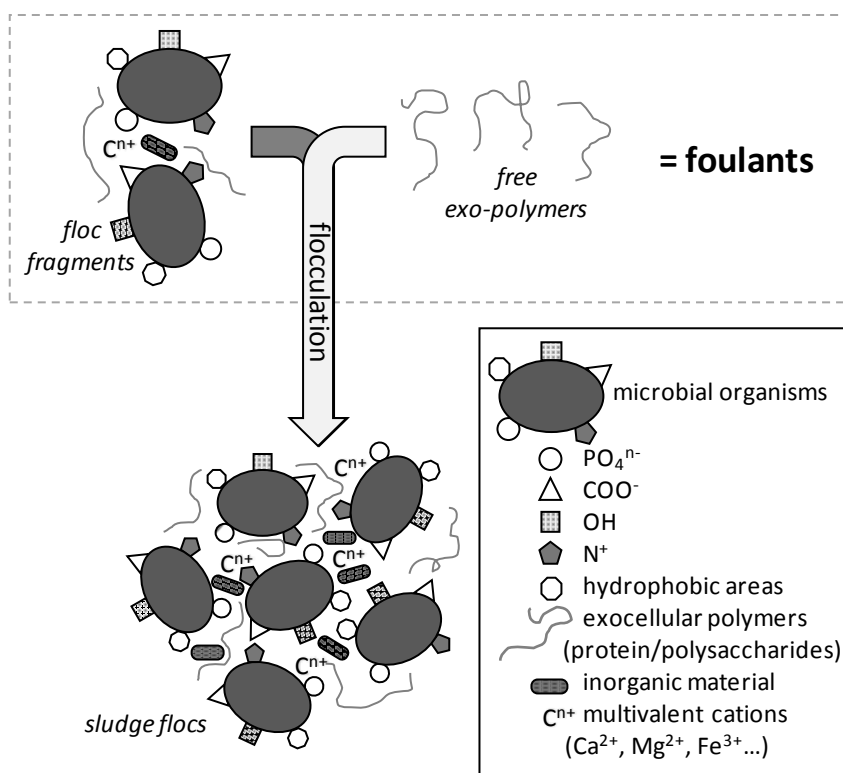 Cⁿ⁺
floc
fragments
free
exo-polymers
= foulants
flocculation
Cⁿ⁺
Cⁿ⁺
Cⁿ⁺
Cⁿ⁺
sludge flocs
microbial organisms
PO₄ⁿ⁻
COO⁻
OH
N⁺
hydrophobic areas
exocellular polymers
(protein/polysaccharides)
inorganic material
Cⁿ⁺ multivalent cations
(Ca²⁺, Mg²⁺, Fe³⁺...)